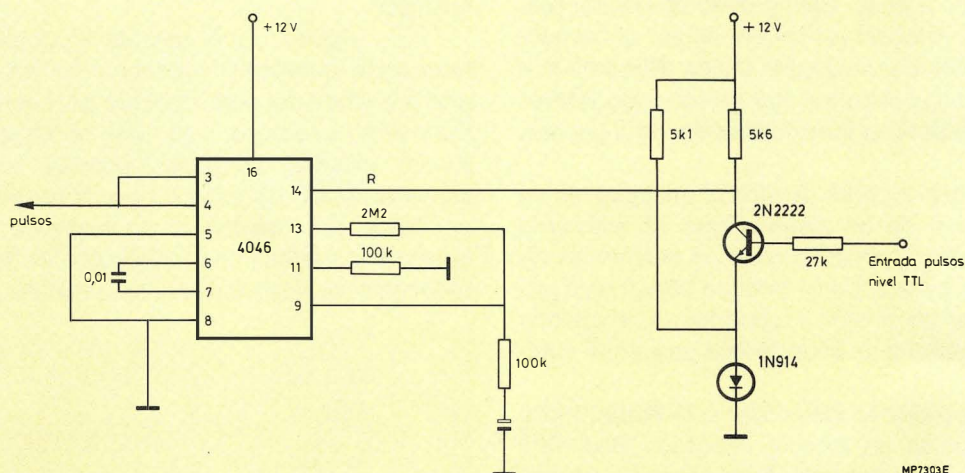 + 12 V
+ 12 V
5k1
5k6
16
3
14
R
4
pulsos
13
2M2
2N2222
5
4046
100 k
11
27k
Entrada pulsos
nivel TTL
6
0,01
7
9
8
100k
1N914
MP7303E